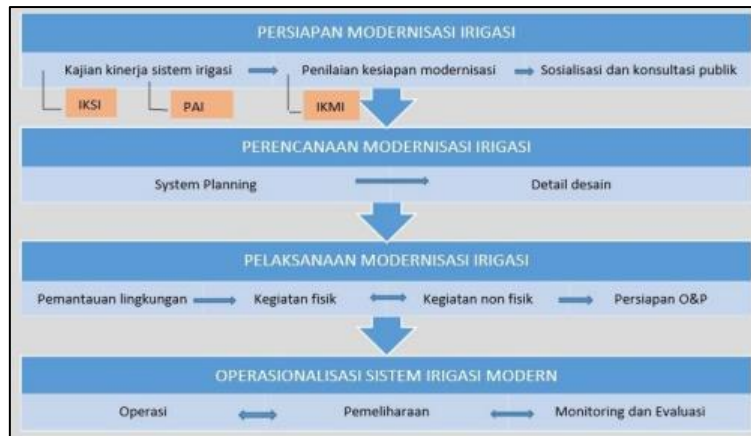 PERSIAPAN MODERNISASI IRIGASI
Kajian kinerja sistem irigasi Penilaian kesiapan modernisasi Sosialisasi dan konsultasi publik
IKSI PAI IKMI
PERENCANAAN MODERNISASI IRIGASI
System Planning Detail desain
PELAKSANAAN MODERNISASI IRIGASI
Pemantauan lingkungan Kegiatan fisik Kegiatan non fisik Persiapan O&P
OPERASIONALISASI SISTEM IRIGASI MODERN
Operasi Pemeliharaan Monitoring dan Evaluasi